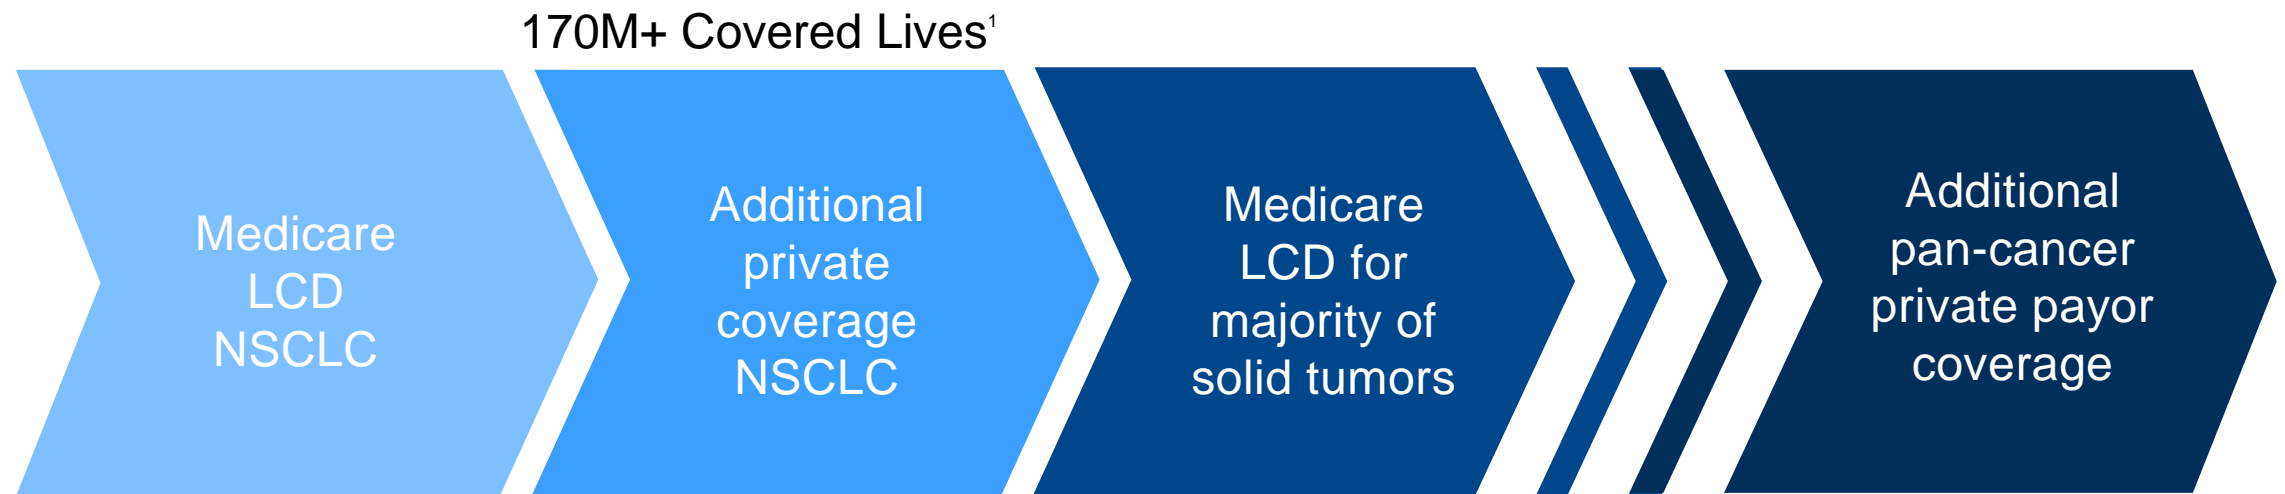 170M+ Covered Lives¹
Medicare
LCD
NSCLC
Additional
private
coverage
NSCLC
Medicare
LCD for
majority of
solid tumors
Additional
pan-cancer
private payor
coverage